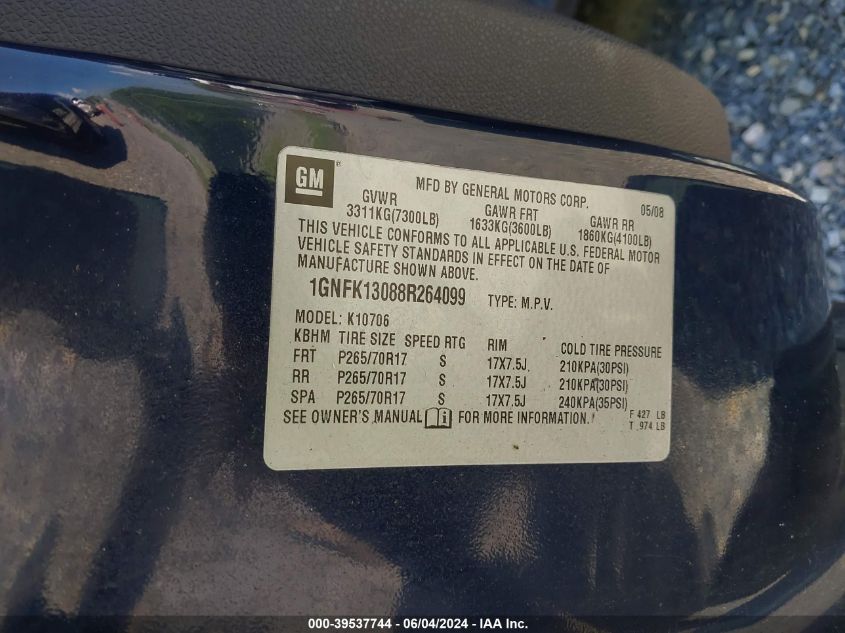 GM ®
MFD BY GENERAL MOTORS CORP. 05/08
GVWR GAWR FRT GAWR RR
3311KG(7300LB) 1633KG(3600LB) 1860KG(4100LB)
THIS VEHICLE CONFORMS TO ALL APPLICABLE U.S. FEDERAL MOTOR
VEHICLE SAFETY STANDARDS IN EFFECT ON THE DATE OF
MANUFACTURE SHOWN ABOVE.
1GNFK13088R264099 TYPE: M.P.V.
MODEL: K10706
KBHM TIRE SIZE SPEED RTG RIM COLD TIRE PRESSURE
FRT P265/70R17 S 17X7.5J 210KPA(30PSI)
RR P265/70R17 S 17X7.5J 210KPA(30PSI)
SPA P265/70R17 S 17X7.5J 240KPA(35PSI)
SEE OWNER'S MANUAL i FOR MORE INFORMATION. F 427 LB
T 974 LB
000-39537744 - 06/04/2024 - IAA Inc.